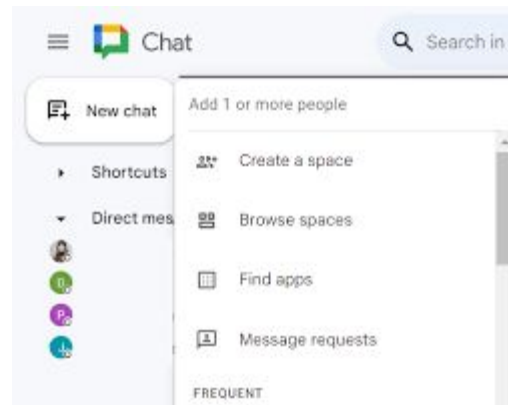 Chat
Search in
New chat
Add 1 or more people
Shortcuts
Create a space
Direct mes
Browse spaces
Find apps
Message requests
FREQUENT
D
P